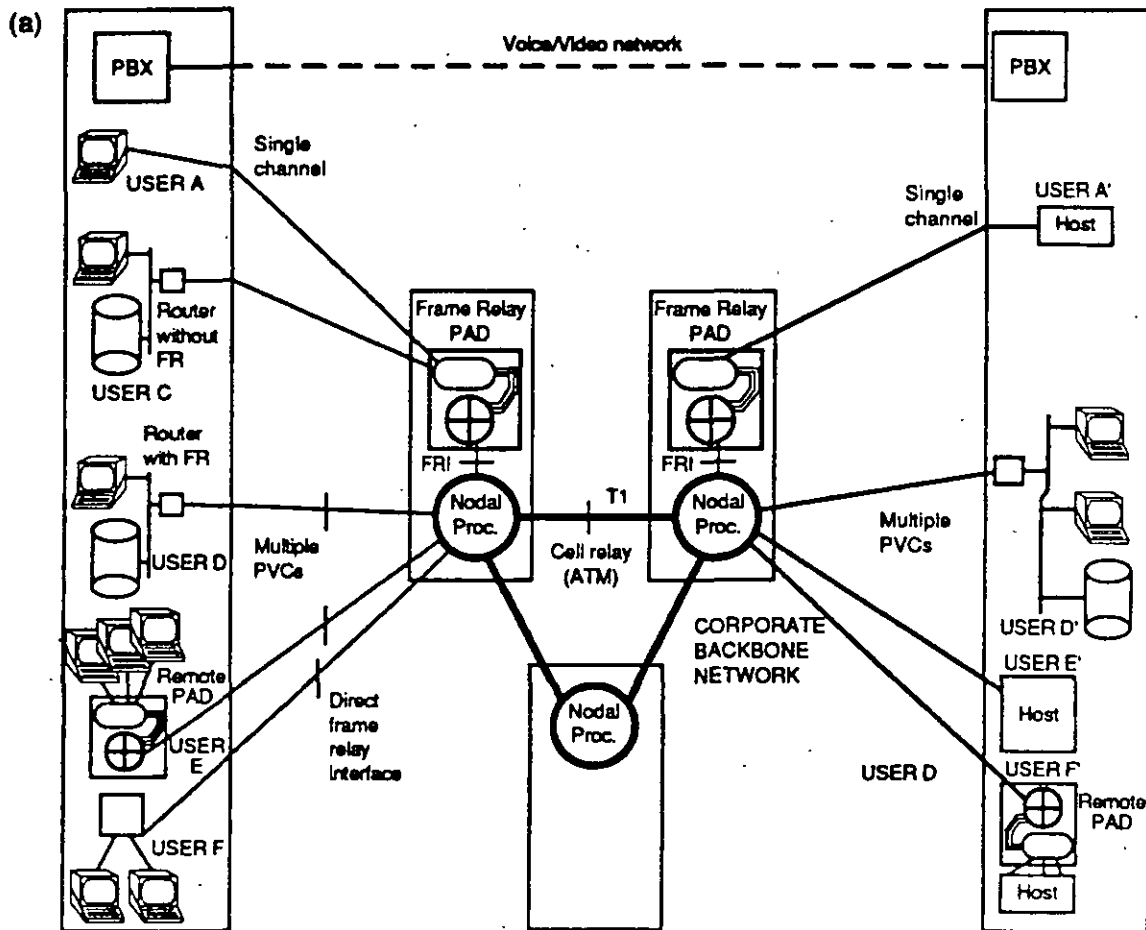 (a)
Voice/Video network
PBX
PBX
Single
channel
USER A
USER A'
Single
channel
Host
Router
without
FR
USER C
Frame Relay
PAD
Frame Relay
PAD
Router
with FR
FRI
FRI
Nodal
Proc.
T1
Nodal
Proc.
Cell relay
(ATM)
USER D
Multiple
PVCs
Multiple
PVCs
USER D'
CORPORATE
BACKBONE
NETWORK
Remote
PAD
USER
E
Direct
frame
relay
Interface
Nodal
Proc.
USER E'
Host
USER D
USER F'
Remote
PAD
Host
USER F